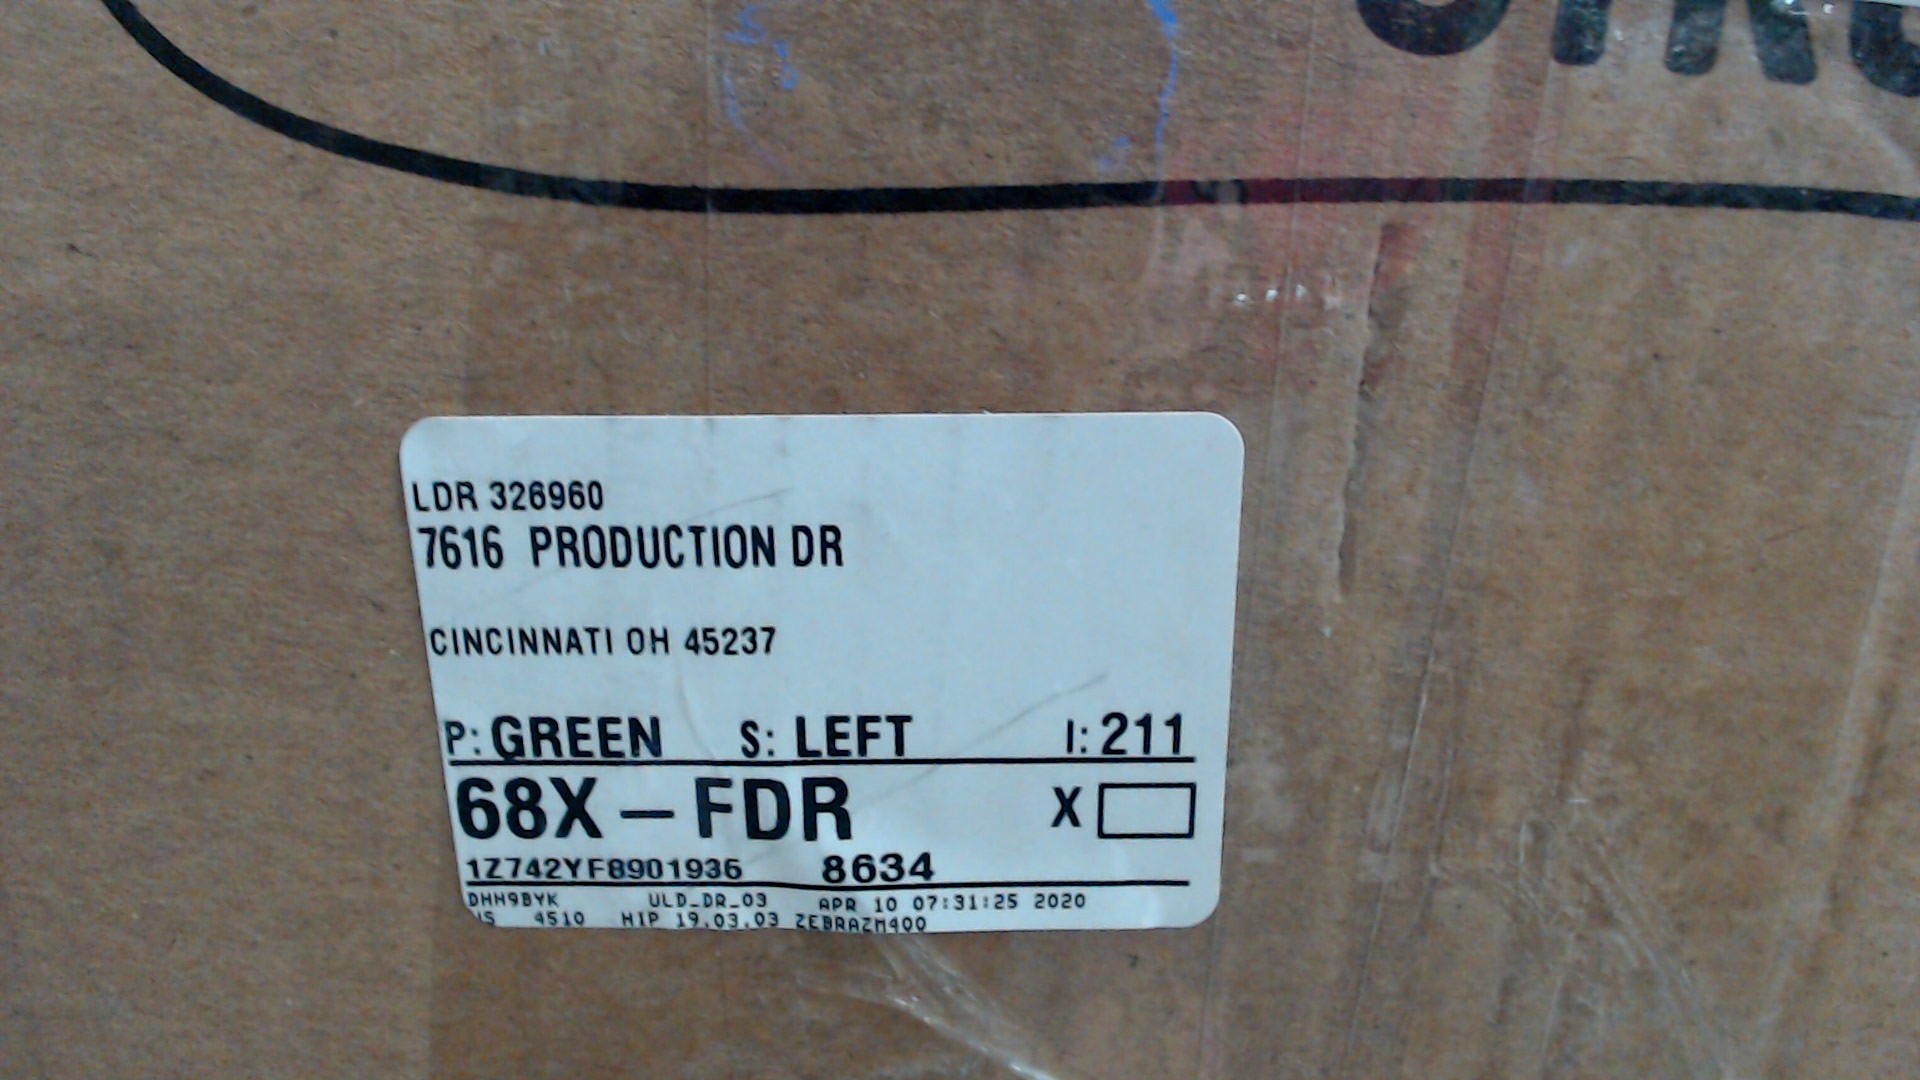 LDR 326960
7616 PRODUCTION DR
CINCINNATI OH 45237
P: GREEN S: LEFT I: 211
68X - FDR X
1Z742YF8901936 8634
DHH9BYK ULD_DR_03 APR 10 07:31:25 2020
4510 HIP 19.03.03 ZEBRAZM400